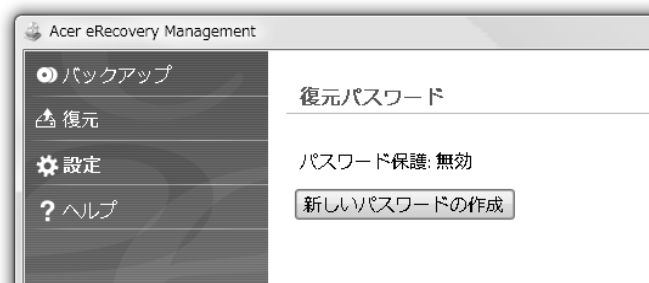 Acer eRecovery Management
バックアップ
復元
設定
ヘルプ
復元パスワード
パスワード保護: 無効
新しいパスワードの作成